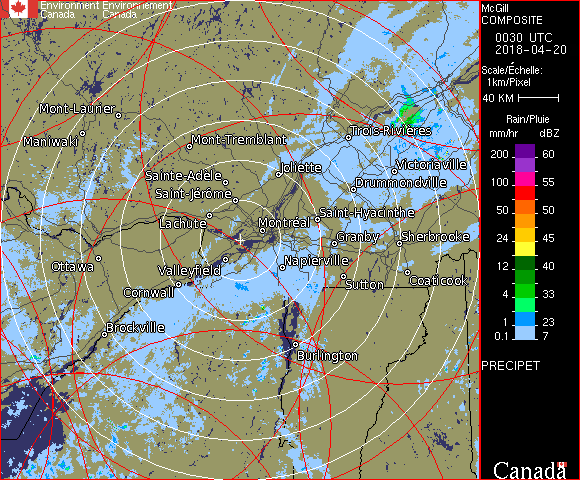 Environment Environnement
Canada Canada
McGill
COMPOSITE
0030 UTC
2018-04-20
Scale/Échelle:
1km/Pixel
40 KM
Rain/Pluie
mm/hr dBZ
200 60
150 57
100 55
50 50
24 45
12 40
4 33
1 23
0.1 7
PRECIPET
Canada
Mont-Laurier
Maniwaki
Mont-Tremblant
Trois-Rivières
Joliette
Victoriaville
Sainte-Adèle
Drummondville
Saint-Jérôme
Saint-Hyacinthe
Lachute
Montréal
Granby
Sherbrooke
Ottawa
Valleyfield
Napierville
Cornwall
Sutton
Coaticook
Brockville
Burlington